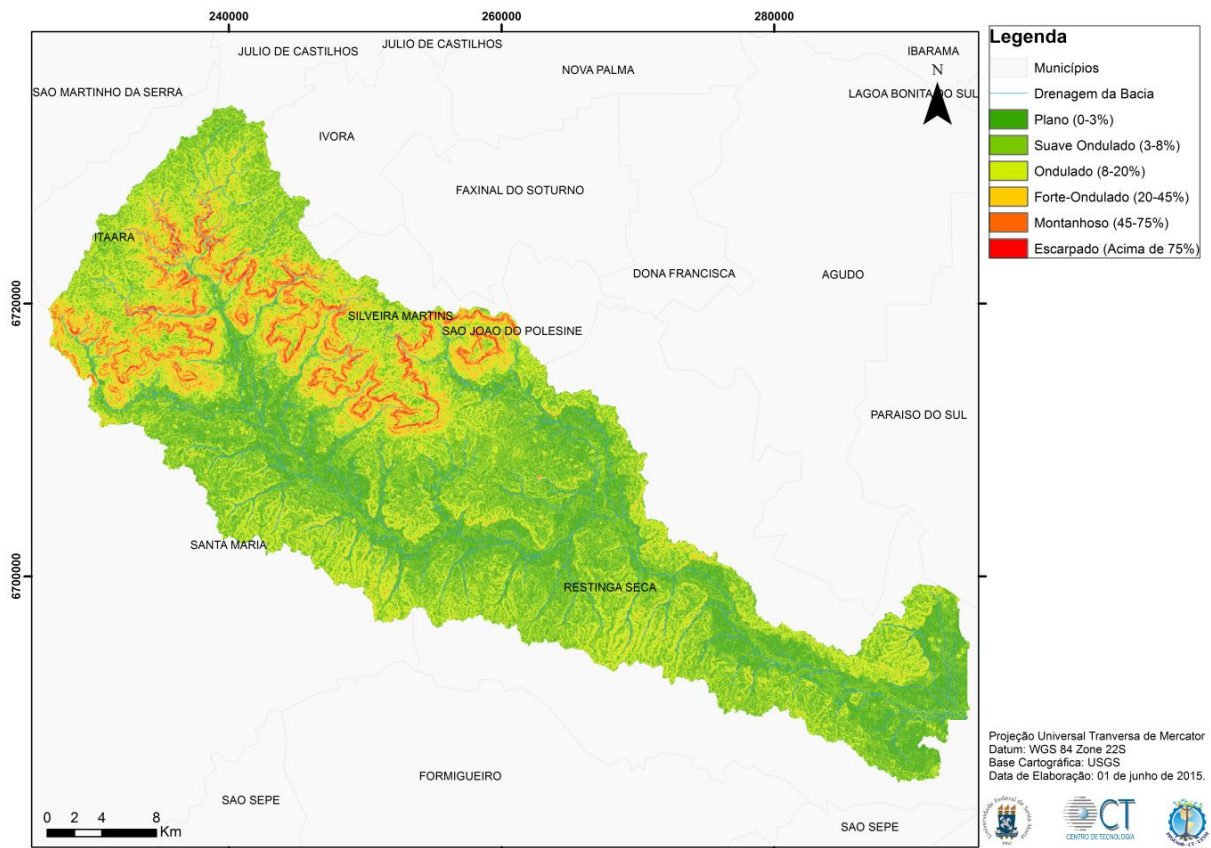 240000
260000
280000
JULIO DE CASTILHOS
JULIO DE CASTILHOS
IBARAMA
NOVA PALMA
N
SAO MARTINHO DA SERRA
LAGOA BONITA DO SUL
IVORA
FAXINAL DO SOTURNO
ITAARA
DONA FRANCISCA
AGUDO
6720000
SILVEIRA MARTINS
SAO JOAO DO POLESINE
PARAISO DO SUL
SANTA MARIA
6700000
RESTINGA SECA
FORMIGUEIRO
SAO SEPE
SAO SEPE
0 2 4 8
Km
Legenda
Municípios
Drenagem da Bacia
Plano (0-3%)
Suave Ondulado (3-8%)
Ondulado (8-20%)
Forte-Ondulado (20-45%)
Montanhoso (45-75%)
Escarpado (Acima de 75%)
Projeção Universal Tranversa de Mercator
Datum: WGS 84 Zone 22S
Base Cartográfica: USGS
Data de Elaboração: 01 de junho de 2015.
Universidade Federal de Santa Maria
CT
CENTRO DE TECNOLOGIA